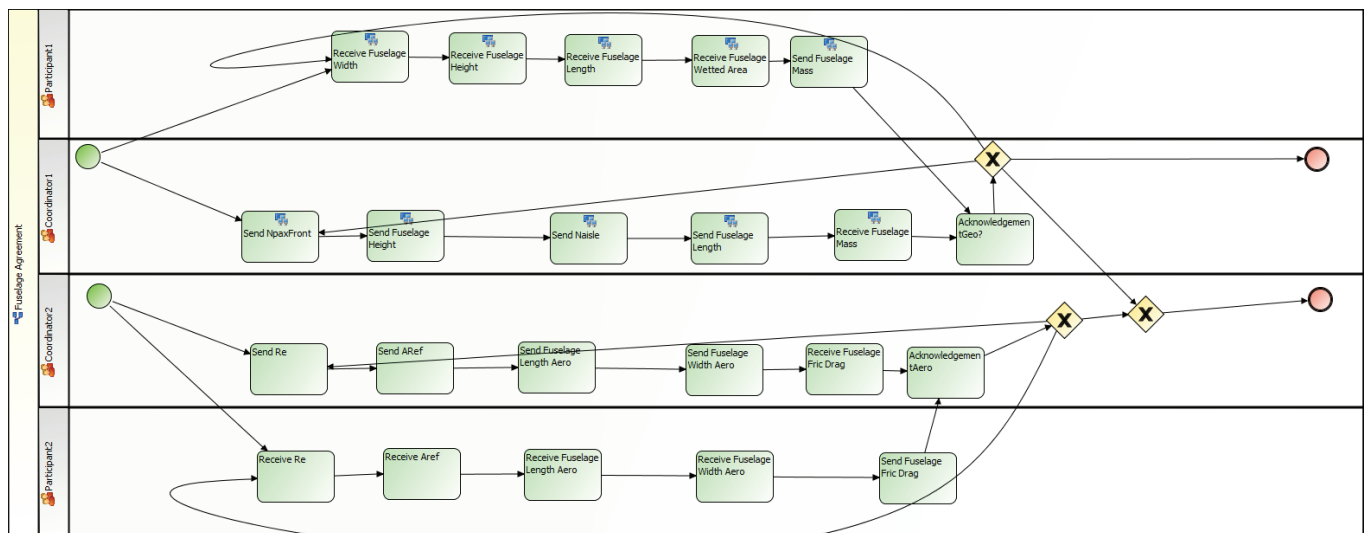 Fuselage Agreement
Participant1
Receive Fuselage
Width
Receive Fuselage
Height
Receive Fuselage
Length
Receive Fuselage
Wetted Area
Send Fuselage
Mass
Coordinator1
Send NpaxFront
Send Fuselage
Height
Send Naisle
Send Fuselage
Length
Receive Fuselage
Mass
Acknowledgemen
tGeo?
X
Coordinator2
Send Re
Send ARef
Send Fuselage
Length Aero
Send Fuselage
Width Aero
Receive Fuselage
Fric Drag
Acknowledgemen
tAero
X
X
Participant2
Receive Re
Receive Aref
Receive Fuselage
Length Aero
Receive Fuselage
Width Aero
Send Fuselage
Fric Drag